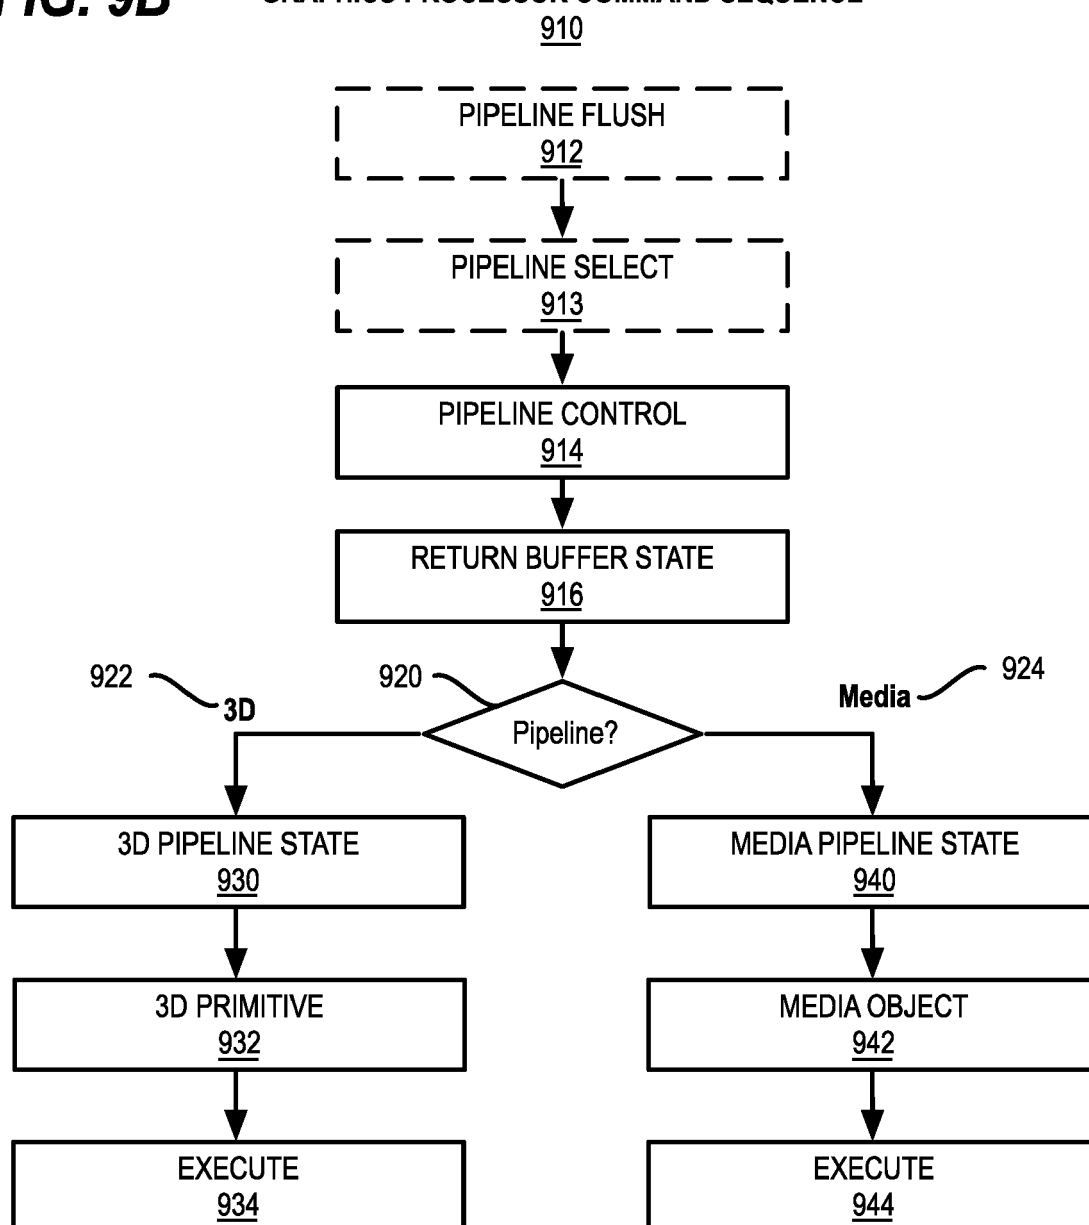 FIG. 9B
GRAPHICS PROCESSOR COMMAND SEQUENCE
910
PIPELINE FLUSH
912
PIPELINE SELECT
913
PIPELINE CONTROL
914
RETURN BUFFER STATE
916
922
3D
920
Pipeline?
Media
924
3D PIPELINE STATE
930
MEDIA PIPELINE STATE
940
3D PRIMITIVE
932
MEDIA OBJECT
942
EXECUTE
934
EXECUTE
944